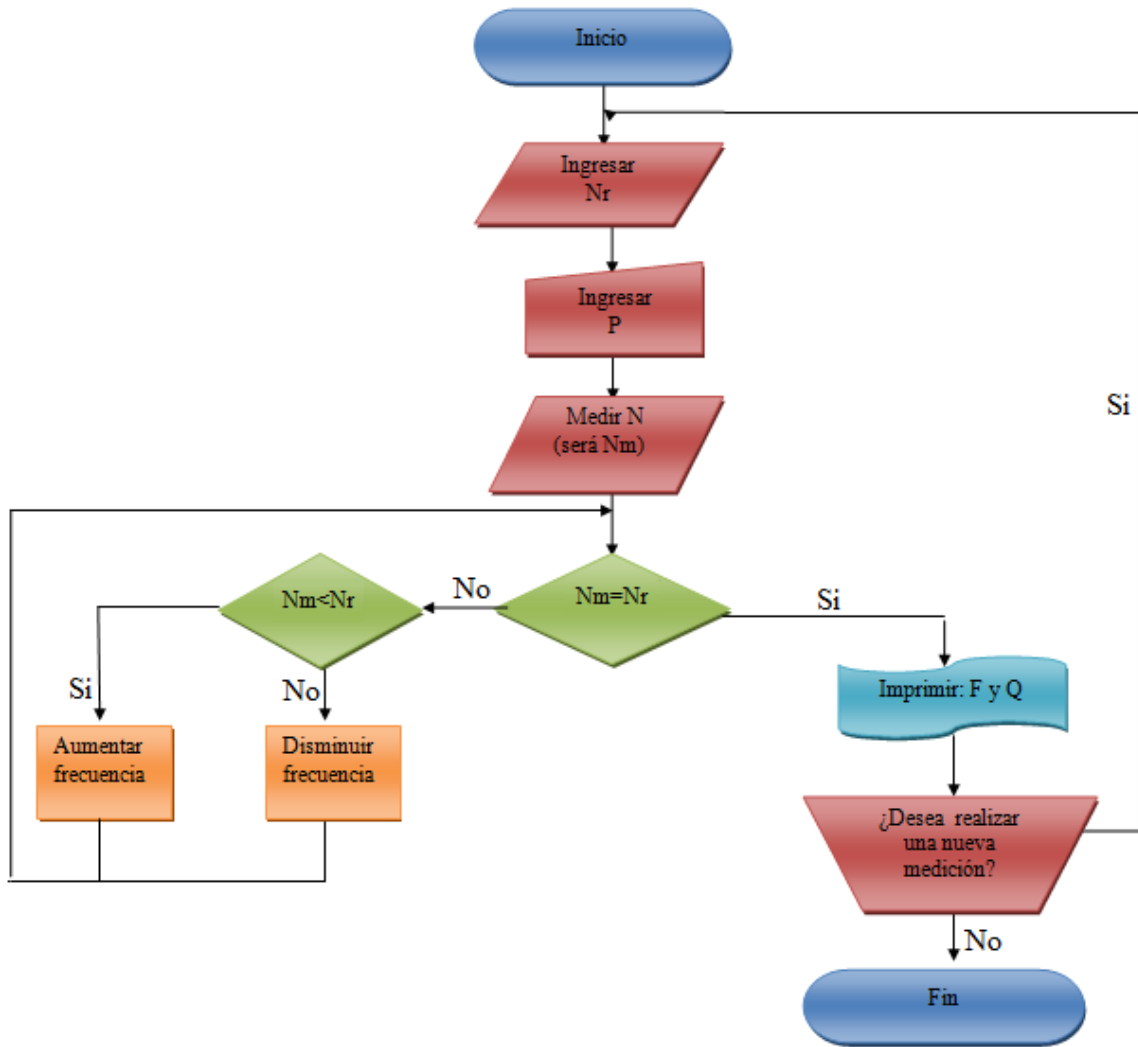 Inicio
Ingresar
Nr
Ingresar
P
Medir N
(será Nm)
Si
Nm<Nr
No
Nm=Nr
Si
Si
No
Imprimir: F y Q
Aumentar
frecuencia
Disminuir
frecuencia
¿Desea realizar
una nueva
medición?
No
Fin